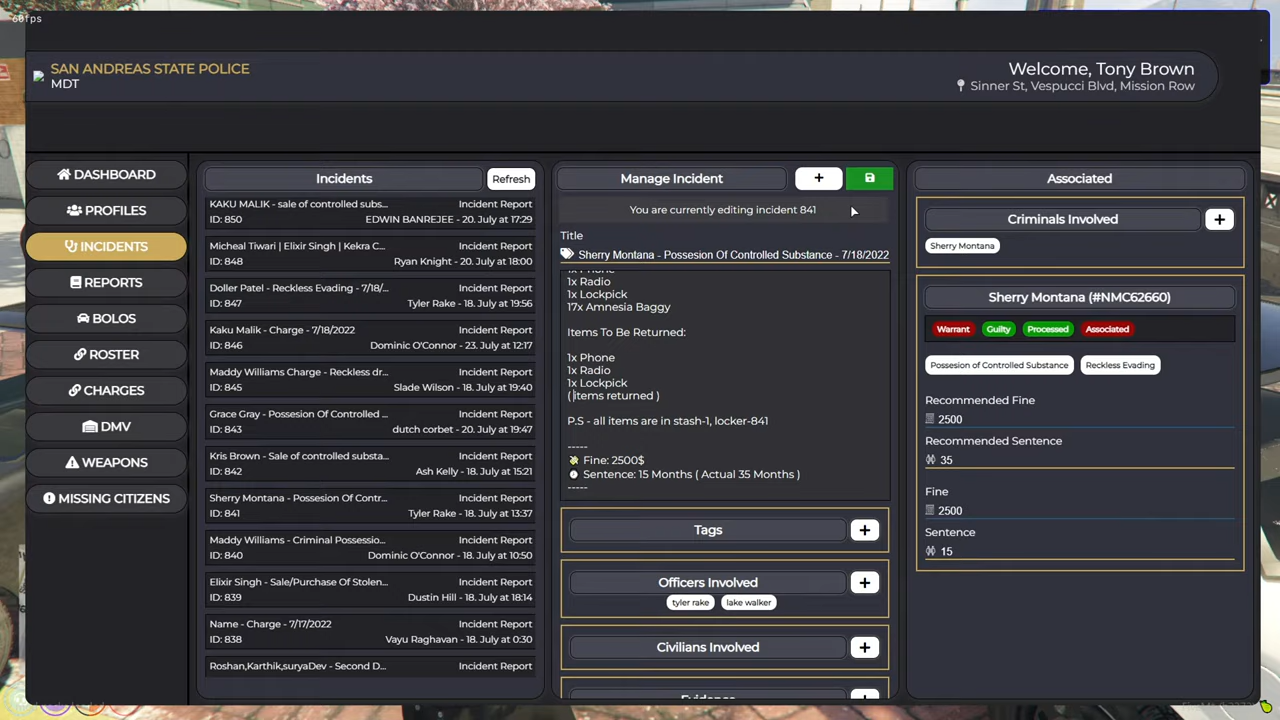 60fps
SAN ANDREAS STATE POLICE
MDT
Welcome, Tony Brown
Sinner St, Vespucci Blvd, Mission Row
DASHBOARD
PROFILES
INCIDENTS
REPORTS
BOLOS
ROSTER
CHARGES
DMV
WEAPONS
MISSING CITIZENS
Incidents
Refresh
KAKU MALIK - sale of controlled subs... Incident Report
ID: 850 EDWIN BANREJEE - 20. July at 17:29
Micheal Tiwari | Elixir Singh | Kekra C... Incident Report
ID: 848 Ryan Knight - 20. July at 18:00
Doller Patel - Reckless Evading - 7/18/... Incident Report
ID: 847 Tyler Rake - 18. July at 19:56
Kaku Malik - Charge - 7/18/2022 Incident Report
ID: 846 Dominic O'Connor - 23. July at 12:17
Maddy Williams Charge - Reckless dr... Incident Report
ID: 845 Slade Wilson - 18. July at 19:40
Grace Gray - Possesion Of Controlled ... Incident Report
ID: 843 dutch corbet - 20. July at 19:47
Kris Brown - Sale of controlled substa... Incident Report
ID: 842 Ash Kelly - 18. July at 15:21
Sherry Montana - Possesion Of Contr... Incident Report
ID: 841 Tyler Rake - 18. July at 13:37
Maddy Williams - Criminal Possessio... Incident Report
ID: 840 Dominic O'Connor - 18. July at 10:50
Elixir Singh - Sale/Purchase Of Stolen... Incident Report
ID: 839 Dustin Hill - 18. July at 18:14
Name - Charge - 7/17/2022 Incident Report
ID: 838 Vayu Raghavan - 18. July at 0:30
Roshan,Karthik,suryaDev - Second D... Incident Report
Manage Incident
+
You are currently editing incident 841
Title
Sherry Montana - Possesion Of Controlled Substance - 7/18/2022
1x Phone
1x Radio
1x Lockpick
17x Amnesia Baggy
Items To Be Returned:
1x Phone
1x Radio
1x Lockpick
( items returned )
P.S - all items are in stash-1, locker-841
-----
Fine: 2500$
Sentence: 15 Months ( Actual 35 Months )
-----
Tags +
Officers Involved +
tyler rake lake walker
Civilians Involved +
Evidence +
Associated
Criminals Involved +
Sherry Montana
Sherry Montana (#NMC62660)
Warrant Guilty Processed Associated
Possesion of Controlled Substance Reckless Evading
Recommended Fine
2500
Recommended Sentence
35
Fine
2500
Sentence
15